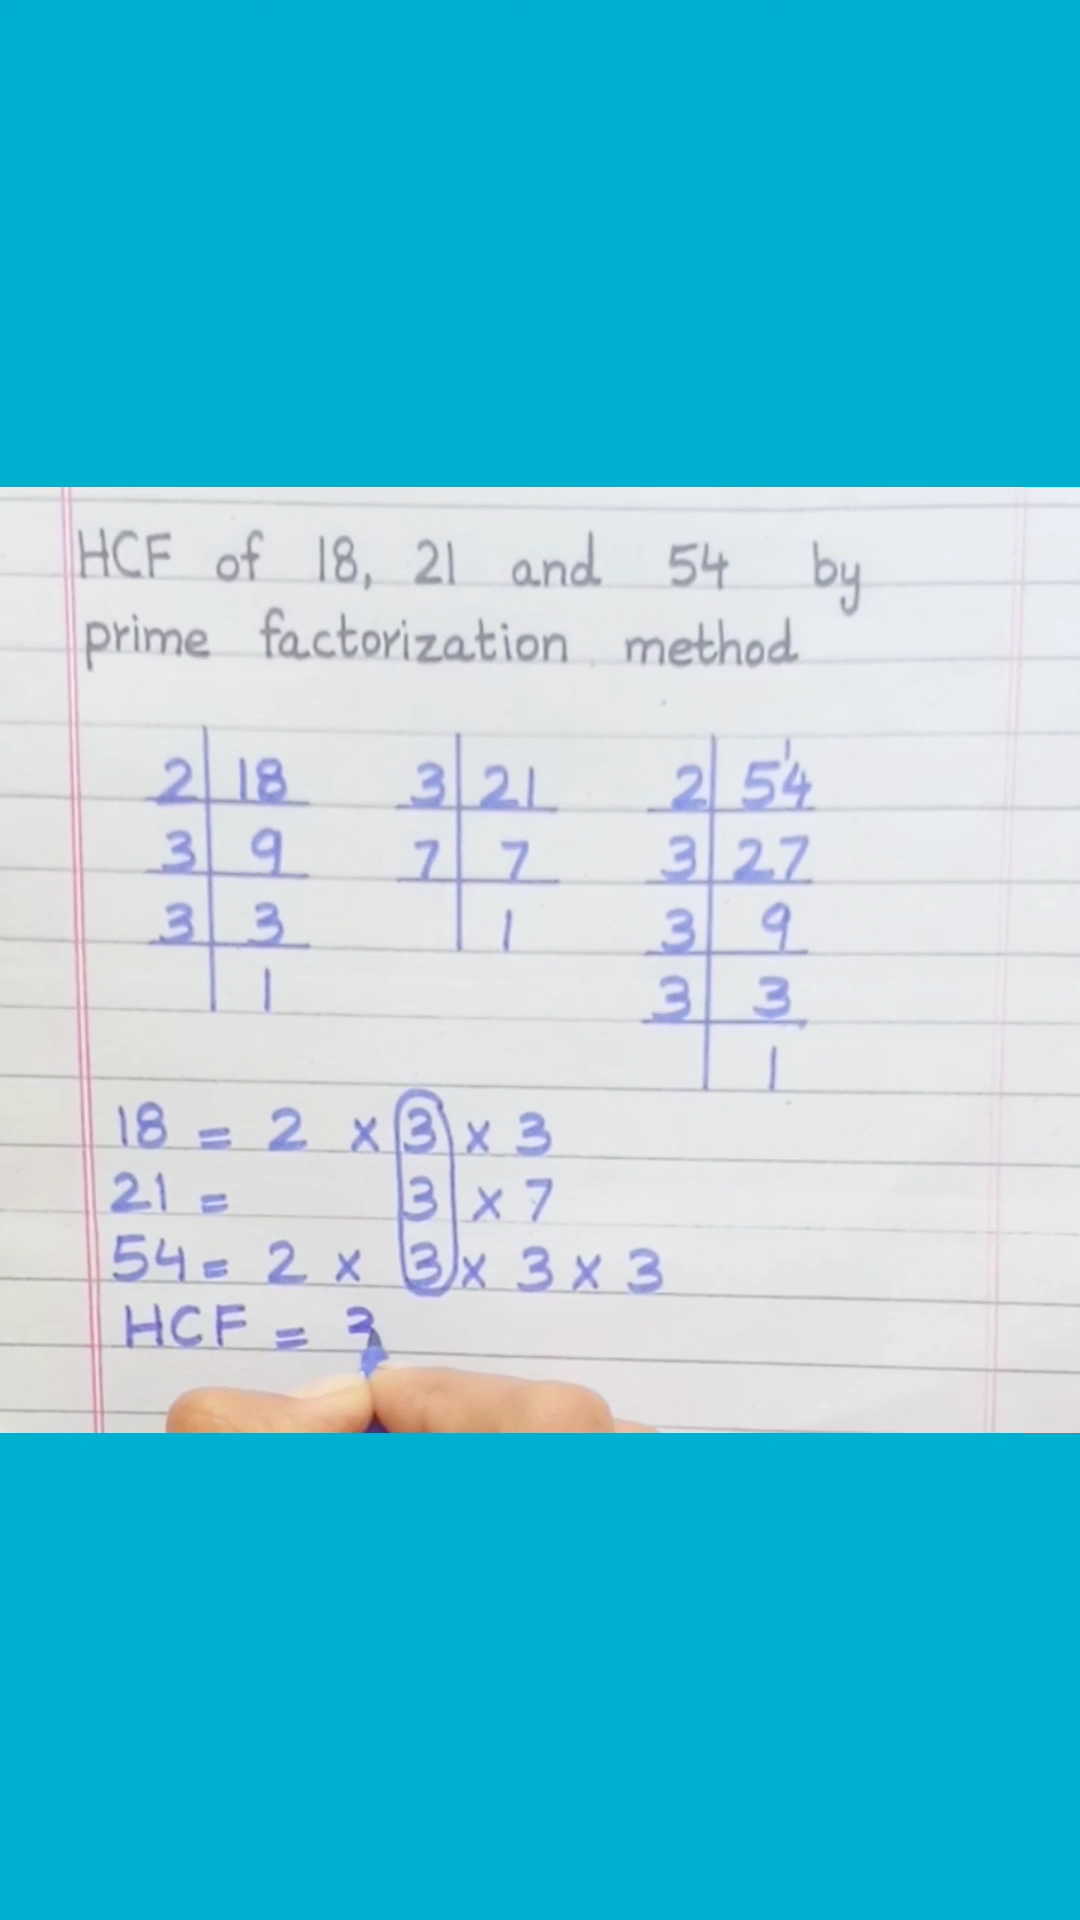 HCF of 18, 21 and 54 by
prime factorization method
2 18 3 21 2 5¹4
3 9 7 7 3 27
3 3 1 3 9
1 3 3
1
18 = 2 × 3 × 3
21 = 3 × 7
54 = 2 × 3 × 3 × 3
HCF = 3